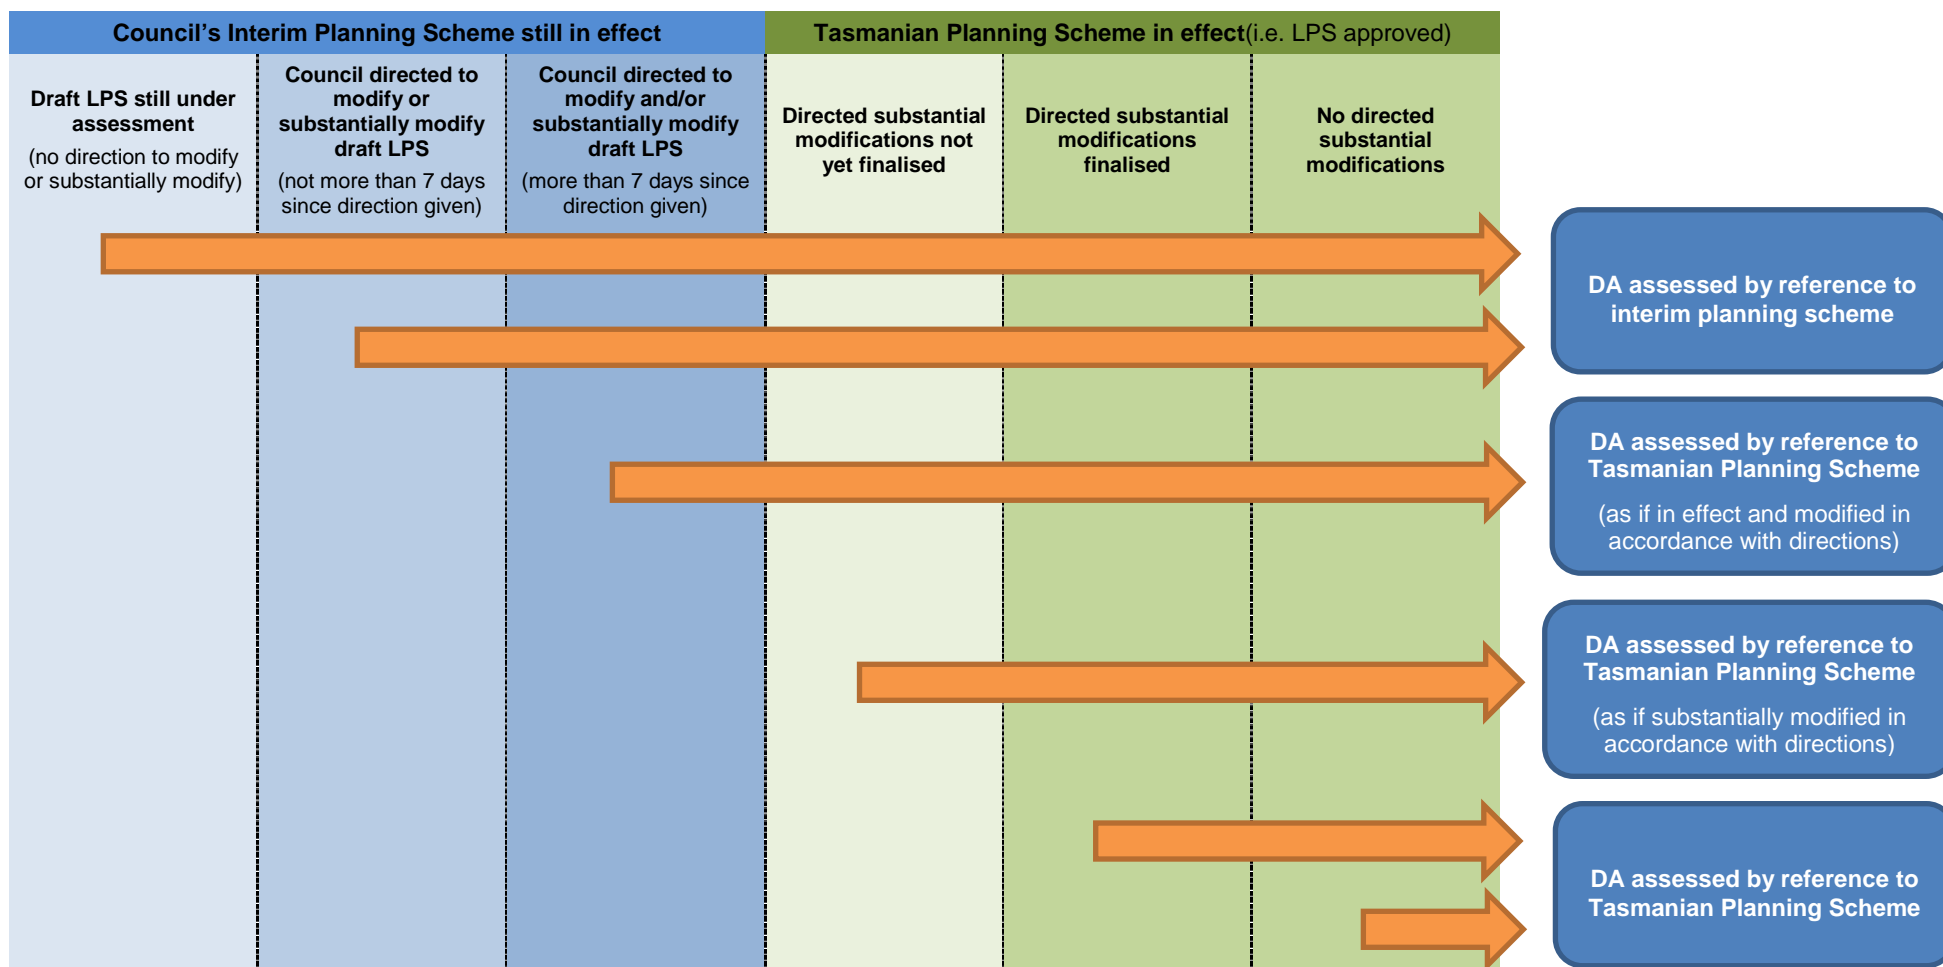 Council's Interim Planning Scheme still in effect
Tasmanian Planning Scheme in effect(i.e. LPS approved)
Draft LPS still under
assessment
(no direction to modify
or substantially modify)
Council directed to
modify or
substantially modify
draft LPS
(not more than 7 days
since direction given)
Council directed to
modify and/or
substantially modify
draft LPS
(more than 7 days since
direction given)
Directed substantial
modifications not
yet finalised
Directed substantial
modifications
finalised
No directed
substantial
modifications
DA assessed by reference to
interim planning scheme
DA assessed by reference to
Tasmanian Planning Scheme
(as if in effect and modified in
accordance with directions)
DA assessed by reference to
Tasmanian Planning Scheme
(as if substantially modified in
accordance with directions)
DA assessed by reference to
Tasmanian Planning Scheme